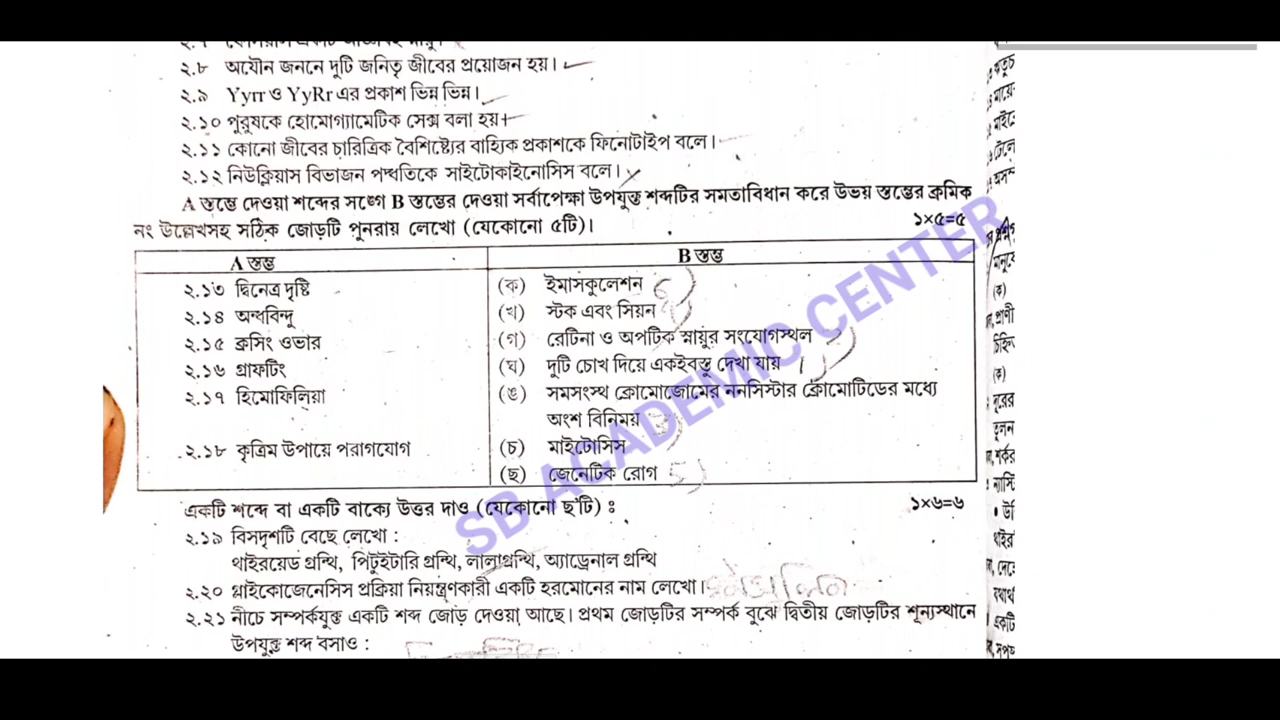 ২.৮ অযৌন জননে দুটি জনিতৃ জীবের প্রয়োজন হয়।
২.৯ Yyrr ও YyRr এর প্রকাশ ভিন্ন ভিন্ন।
২.১০ পুরুষকে হোমোগ্যামেটিক সেক্স বলা হয়
২.১১ কোনো জীবের চারিত্রিক বৈশিষ্ট্যের বাহ্যিক প্রকাশকে ফিনোটাইপ বলে।
২.১২ নিউক্লিয়াস বিভাজন পদ্ধতিকে সাইটোকাইনোসিস বলে।
A স্তম্ভে দেওয়া শব্দের সঙ্গে B স্তম্ভের দেওয়া সর্বাপেক্ষা উপযুক্ত শব্দটির সমতাবিধান করে উভয় স্তম্ভের ক্রমিক
নং উল্লেখসহ সঠিক জোড়টি পুনরায় লেখো (যেকোনো ৫টি)। ১×৫=৫
A স্তম্ভ B স্তম্ভ
২.১৩ দ্বিনেত্র দৃষ্টি (ক) ইমাসকুলেশন
২.১৪ অন্ধবিন্দু (খ) স্টক এবং সিয়ন
২.১৫ ক্রসিং ওভার (গ) রেটিনা ও অপটিক স্নায়ুর সংযোগস্থল
২.১৬ গ্রাফটিং (ঘ) দুটি চোখ দিয়ে একইবস্তু দেখা যায়
২.১৭ হিমোফিলিয়া (ঙ) সমসংস্থ ক্রোমোজোমের ননসিস্টার ক্রোমোটিডের মধ্যে
অংশ বিনিময়
২.১৮ কৃত্রিম উপায়ে পরাগযোগ (চ) মাইটোসিস
(ছ) জেনেটিক রোগ
একটি শব্দে বা একটি বাক্যে উত্তর দাও (যেকোনো ছ'টি) : ১×৬=৬
২.১৯ বিসদৃশটি বেছে লেখো :
থাইরয়েড গ্রন্থি, পিটুইটারি গ্রন্থি, লালাগ্রন্থি, অ্যাড্রেনাল গ্রন্থি
২.২০ গ্লাইকোজেনেসিস প্রক্রিয়া নিয়ন্ত্রণকারী একটি হরমোনের নাম লেখো।
২.২১ নীচে সম্পর্কযুক্ত একটি শব্দ জোড় দেওয়া আছে। প্রথম জোড়টির সম্পর্ক বুঝে দ্বিতীয় জোড়টির শূন্যস্থানে
উপযুক্ত শব্দ বসাও :
SB ACADEMIC CENTER